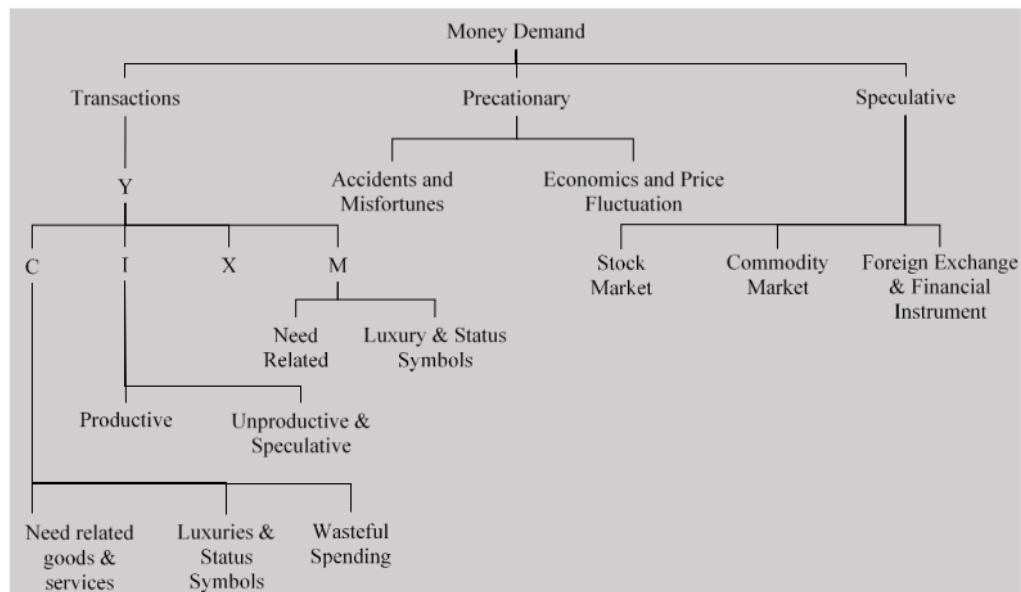 Money Demand
Transactions
Precationary
Speculative
Y
Accidents and
Misfortunes
Economics and Price
Fluctuation
C
I
X
M
Stock
Market
Commodity
Market
Foreign Exchange
& Financial
Instrument
Need
Related
Luxury & Status
Symbols
Productive
Unproductive &
Speculative
Need related
goods &
services
Luxuries &
Status
Symbols
Wasteful
Spending